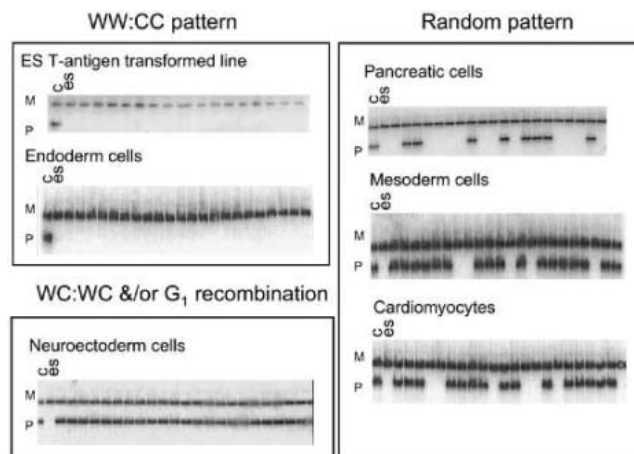 WW:CC pattern
ES T-antigen transformed line
c
es
M
P
Endoderm cells
c
es
M
P
WC:WC &/or G₁ recombination
Neuroectoderm cells
c
es
M
P
Random pattern
Pancreatic cells
c
es
M
P
Mesoderm cells
c
es
M
P
Cardiomyocytes
c
es
M
P